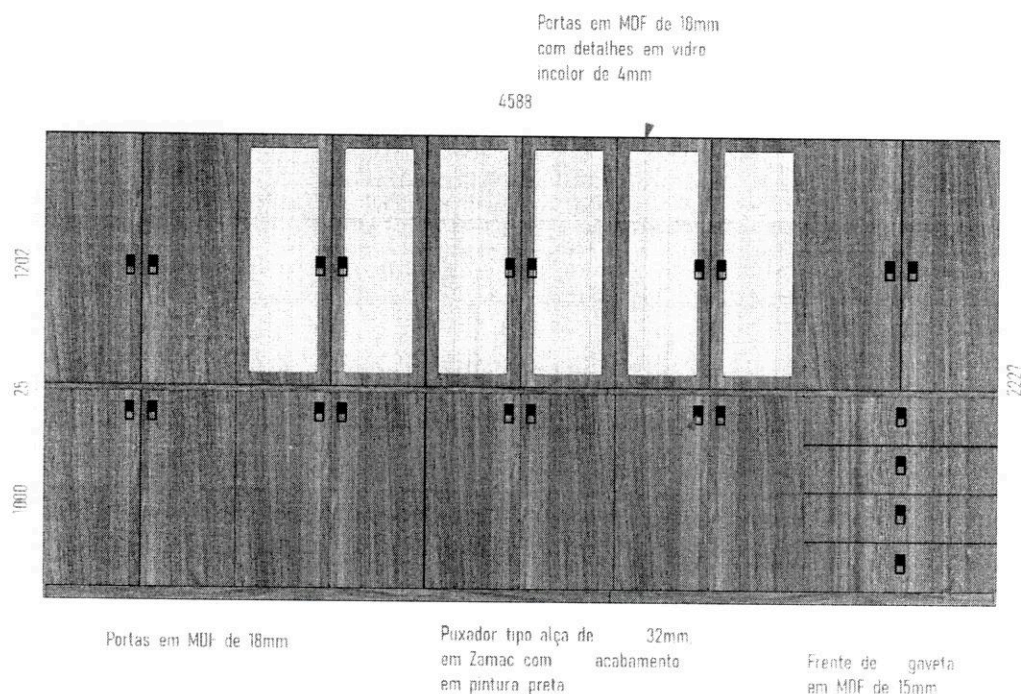 Portas em MDF de 18mm
com detalhes em vidro
incolor de 4mm
4588
1202
25
2227
1000
Portas em MDF de 18mm
Puxador tipo alça de 32mm
em Zamac com acabamento
em pintura preta
Frente de gaveta
em MDF de 15mm